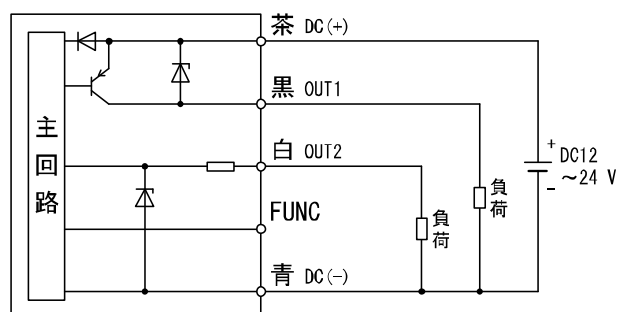 茶 DC(+)
黒 OUT1
主回路
白 OUT2
FUNC
青 DC(-)
負荷
負荷
+
DC12
～24 V
-